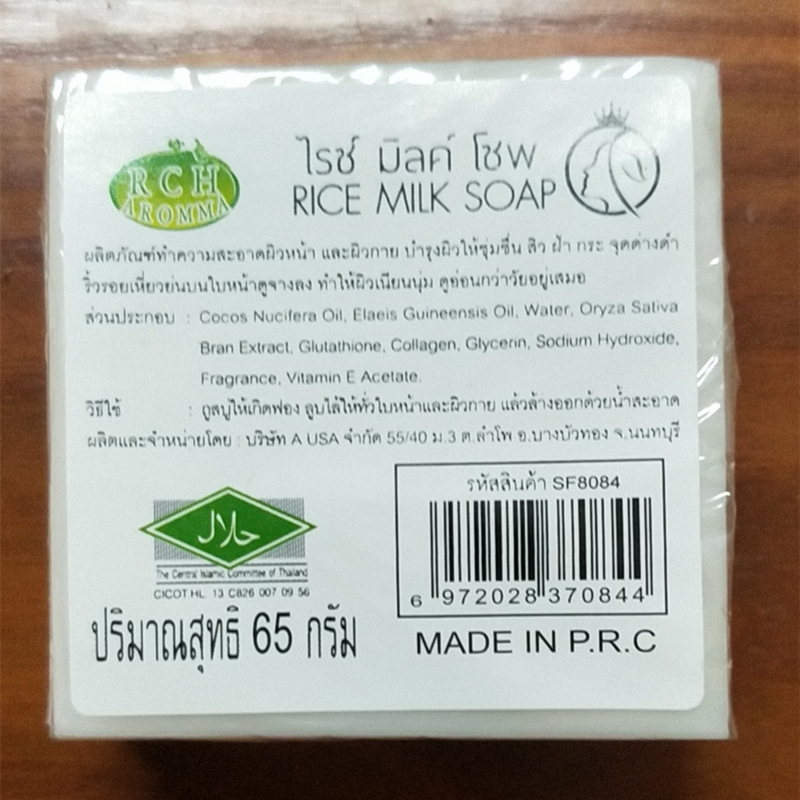 RCH
AROMMA
ไรซ์ มิลค์ โซพ
RICE MILK SOAP
ผลิตภัณฑ์ทำความสะอาดผิวหน้า และผิวกาย บำรุงผิวให้ชุ่มชื่น สิว ฝ้า กระ จุดด่างดำ
ริ้วรอยเหี่ยวย่นบนใบหน้าดูจางลง ทำให้ผิวเนียนนุ่ม ดูอ่อนกว่าวัยอยู่เสมอ
ส่วนประกอบ : Cocos Nucifera Oil, Elaeis Guineensis Oil, Water, Oryza Sativa
Bran Extract, Glutathione, Collagen, Glycerin, Sodium Hydroxide,
Fragrance, Vitamin E Acetate.
วิธีใช้ : ถูสบู่ให้เกิดฟอง ลูบไล้ให้ทั่วใบหน้าและผิวกาย แล้วล้างออกด้วยน้ำสะอาด
ผลิตและจำหน่ายโดย : บริษัท A USA จำกัด 55/40 ม.3 ต.ลำโพ อ.บางบัวทอง จ.นนทบุรี
حلال
The Central Islamic Committee of Thailand
CICOT HL 13 C826 007 09 56
ปริมาณสุทธิ 65 กรัม
รหัสสินค้า SF8084
6 972028 370844
MADE IN P.R.C